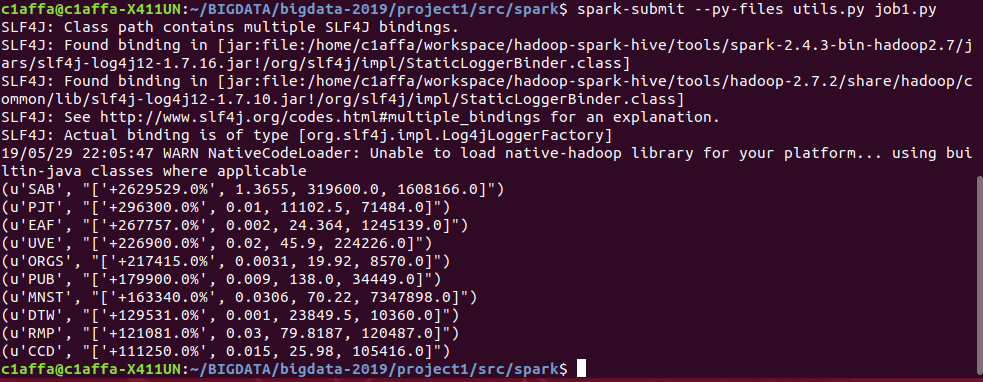 c1affa@c1affa-X411UN:~/BIGDATA/bigdata-2019/project1/src/spark$ spark-submit --py-files utils.py job1.py
SLF4J: Class path contains multiple SLF4J bindings.
SLF4J: Found binding in [jar:file:/home/c1affa/workspace/hadoop-spark-hive/tools/spark-2.4.3-bin-hadoop2.7/j
ars/slf4j-log4j12-1.7.16.jar!/org/slf4j/impl/StaticLoggerBinder.class]
SLF4J: Found binding in [jar:file:/home/c1affa/workspace/hadoop-spark-hive/tools/hadoop-2.7.2/share/hadoop/c
ommon/lib/slf4j-log4j12-1.7.10.jar!/org/slf4j/impl/StaticLoggerBinder.class]
SLF4J: See http://www.slf4j.org/codes.html#multiple_bindings for an explanation.
SLF4J: Actual binding is of type [org.slf4j.impl.Log4jLoggerFactory]
19/05/29 22:05:47 WARN NativeCodeLoader: Unable to load native-hadoop library for your platform... using bui
ltin-java classes where applicable
(u'SAB', "['+2629529.0%', 1.3655, 319600.0, 1608166.0]")
(u'PJT', "['+296300.0%', 0.01, 11102.5, 71484.0]")
(u'EAF', "['+267757.0%', 0.002, 24.364, 1245139.0]")
(u'UVE', "['+226900.0%', 0.02, 45.9, 224226.0]")
(u'ORGS', "['+217415.0%', 0.0031, 19.92, 8570.0]")
(u'PUB', "['+179900.0%', 0.009, 138.0, 34449.0]")
(u'MNST', "['+163340.0%', 0.0306, 70.22, 7347898.0]")
(u'DTW', "['+129531.0%', 0.001, 23849.5, 10360.0]")
(u'RMP', "['+121081.0%', 0.03, 79.8187, 120487.0]")
(u'CCD', "['+111250.0%', 0.015, 25.98, 105416.0]")
c1affa@c1affa-X411UN:~/BIGDATA/bigdata-2019/project1/src/spark$